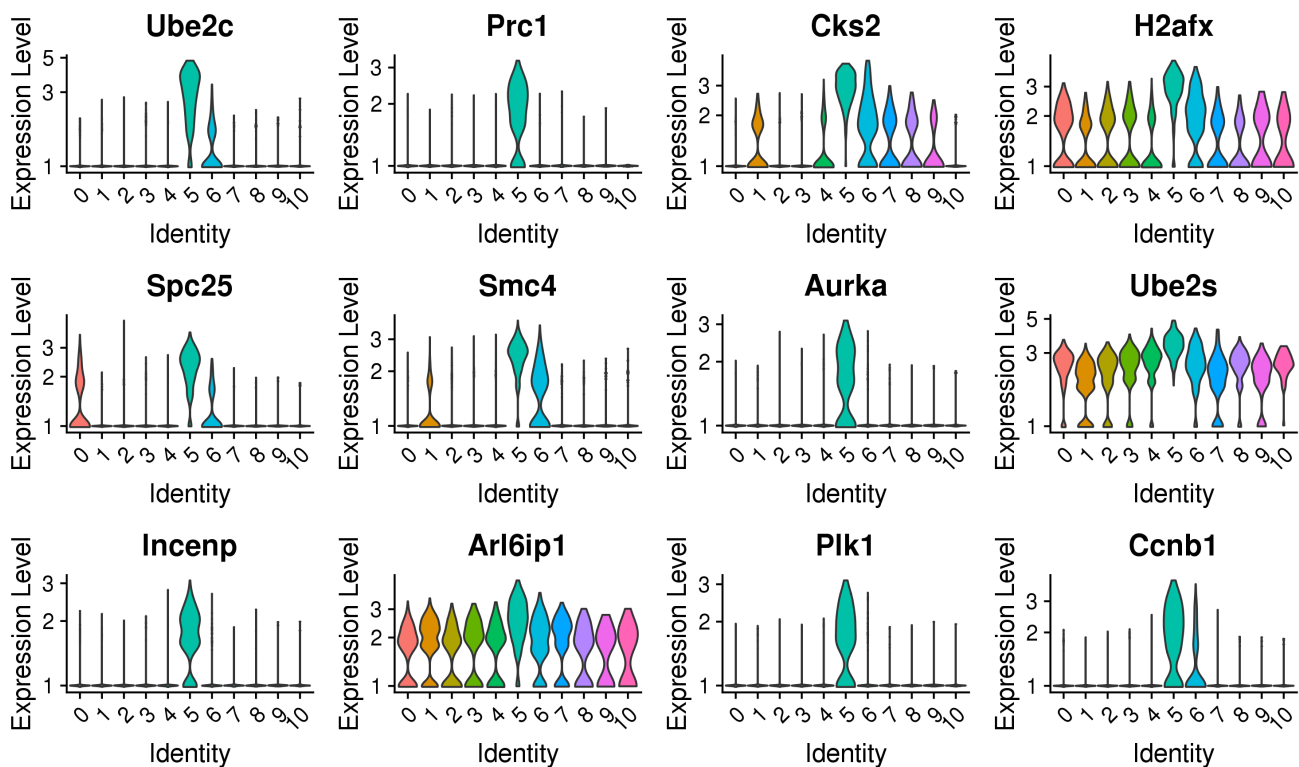 Ube2c
Expression Level
5
3
1
0 1 2 3 4 5 6 7 8 9 10
Identity
Prc1
Expression Level
3
2
1
0 1 2 3 4 5 6 7 8 9 10
Identity
Cks2
Expression Level
3
2
1
0 1 2 3 4 5 6 7 8 9 10
Identity
H2afx
Expression Level
3
2
1
0 1 2 3 4 5 6 7 8 9 10
Identity
Spc25
Expression Level
3
2
1
0 1 2 3 4 5 6 7 8 9 10
Identity
Smc4
Expression Level
3
2
1
0 1 2 3 4 5 6 7 8 9 10
Identity
Aurka
Expression Level
3
2
1
0 1 2 3 4 5 6 7 8 9 10
Identity
Ube2s
Expression Level
5
3
1
0 1 2 3 4 5 6 7 8 9 10
Identity
Incenp
Expression Level
3
2
1
0 1 2 3 4 5 6 7 8 9 10
Identity
Arl6ip1
Expression Level
3
2
1
0 1 2 3 4 5 6 7 8 9 10
Identity
Plk1
Expression Level
3
2
1
0 1 2 3 4 5 6 7 8 9 10
Identity
Ccnb1
Expression Level
3
2
1
0 1 2 3 4 5 6 7 8 9 10
Identity